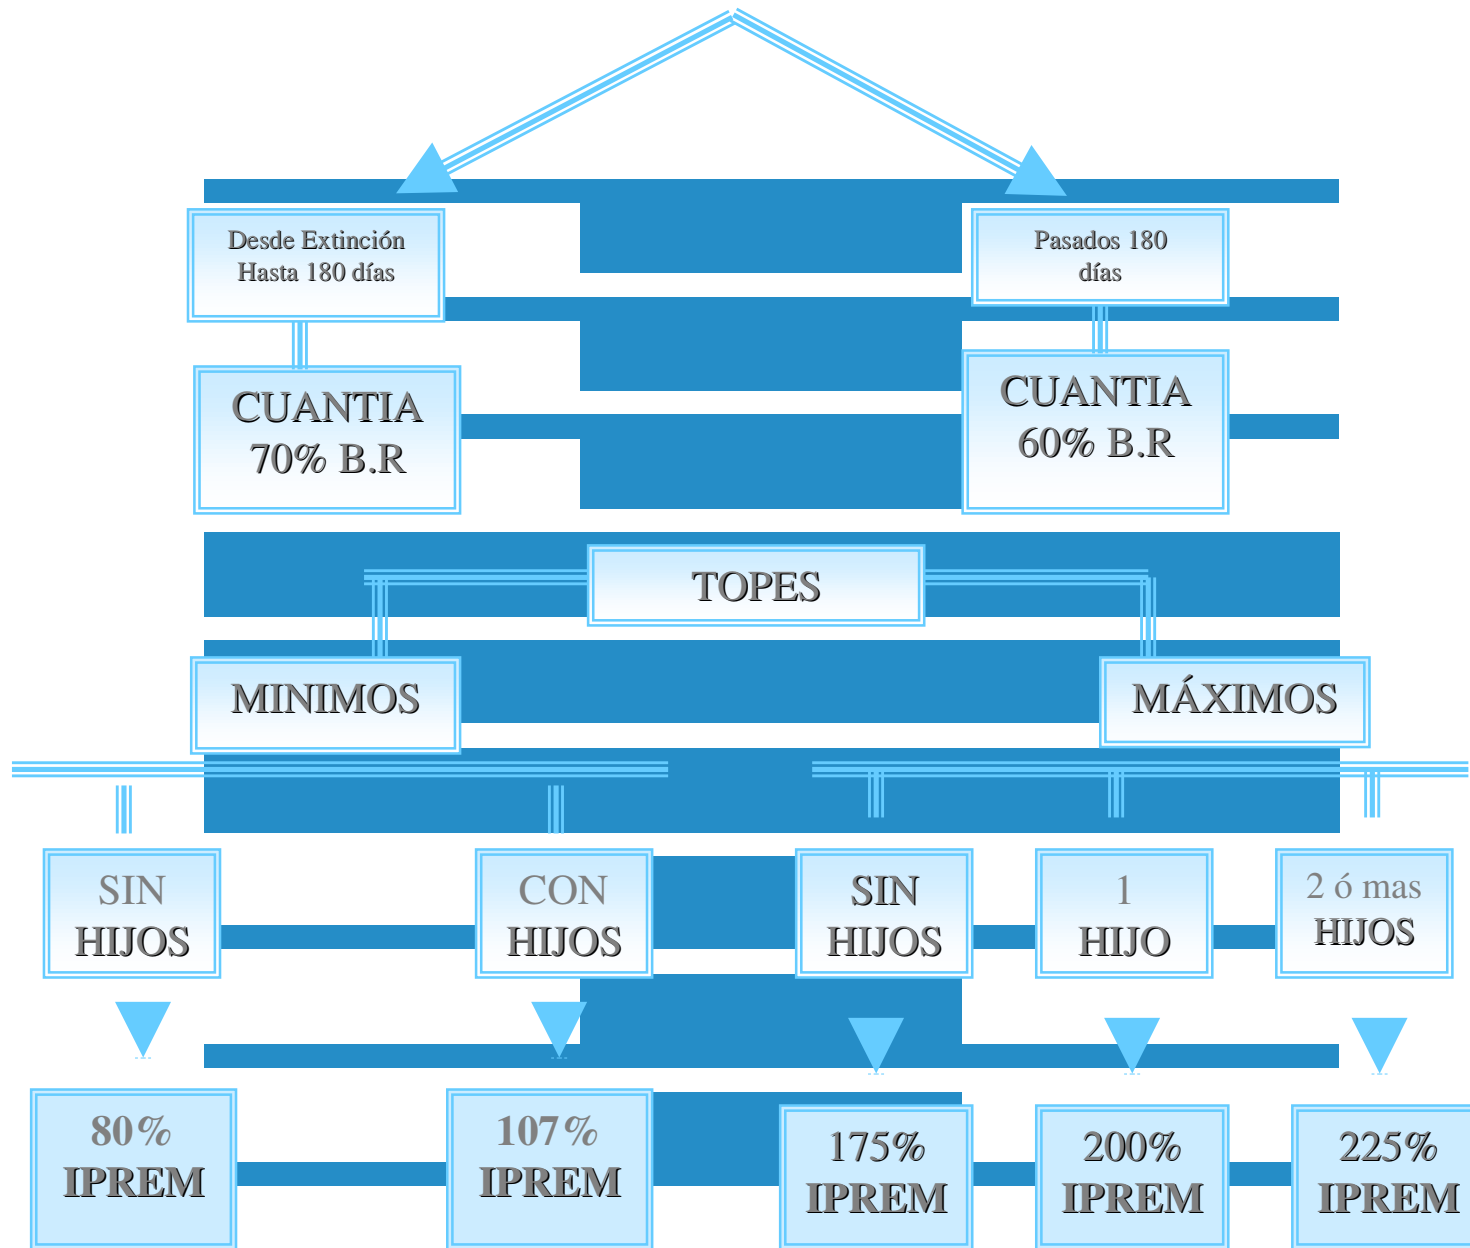 Desde Extinción
Hasta 180 días
Pasados 180
días
CUANTIA
70% B.R
CUANTIA
60% B.R
TOPES
MINIMOS
MÁXIMOS
SIN
HIJOS
CON
HIJOS
SIN
HIJOS
1
HIJO
2 ó mas
HIJOS
80%
IPREM
107%
IPREM
175%
IPREM
200%
IPREM
225%
IPREM